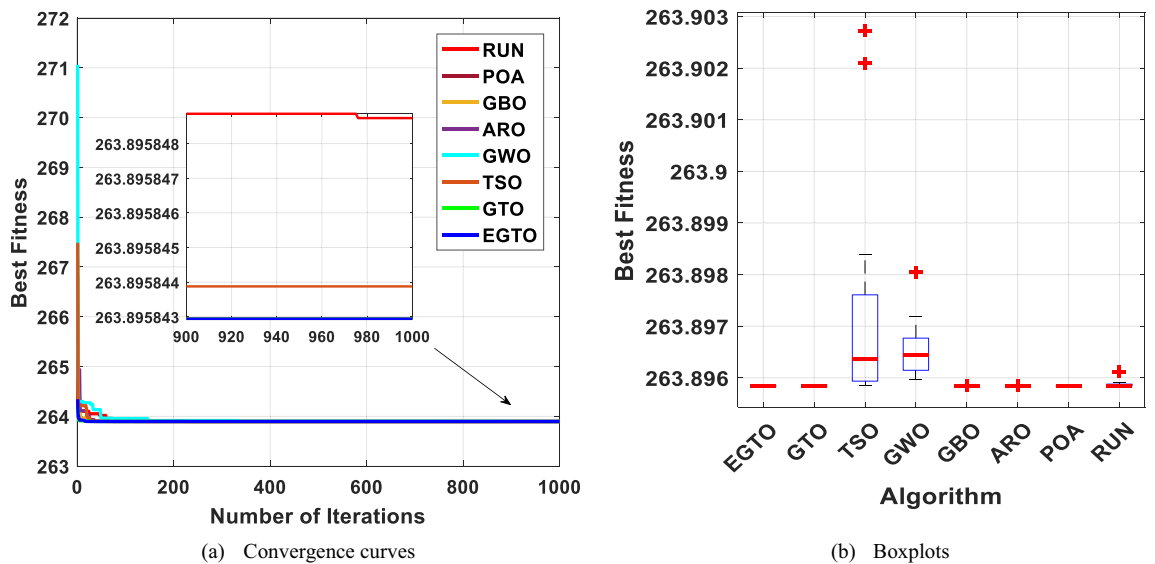 272
271
270
269
268
267
266
265
264
263
Best Fitness
0
200
400
600
800
1000
Number of Iterations
263.895848
263.895847
263.895846
263.895845
263.895844
263.895843
900
920
940
960
980
1000
RUN
POA
GBO
ARO
GWO
TSO
GTO
EGTO
(a) Convergence curves
263.903
263.902
263.901
263.9
263.899
263.898
263.897
263.896
Best Fitness
EGTO
GTO
TSO
GWO
GBO
ARO
POA
RUN
Algorithm
(b) Boxplots